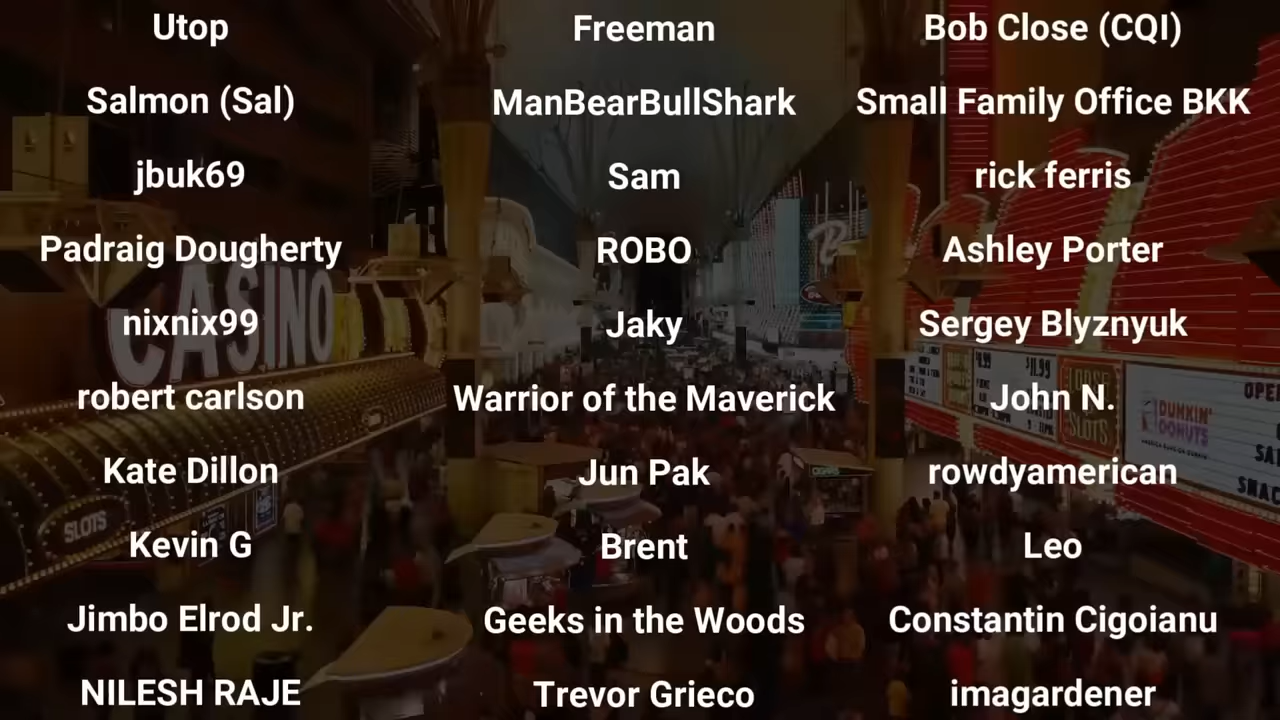 Utop
Freeman
Bob Close (CQI)
Salmon (Sal)
ManBearBullShark
Small Family Office BKK
jbuk69
Sam
rick ferris
Padraig Dougherty
ROBO
Ashley Porter
nixnix99
Jaky
Sergey Blyznyuk
robert carlson
Warrior of the Maverick
John N.
Kate Dillon
Jun Pak
rowdyamerican
Kevin G
Brent
Leo
Jimbo Elrod Jr.
Geeks in the Woods
Constantin Cigoianu
NILESH RAJE
Trevor Grieco
imagardener
CASINO
SLOTS
DUNKIN'
DONUTS
SLOTS